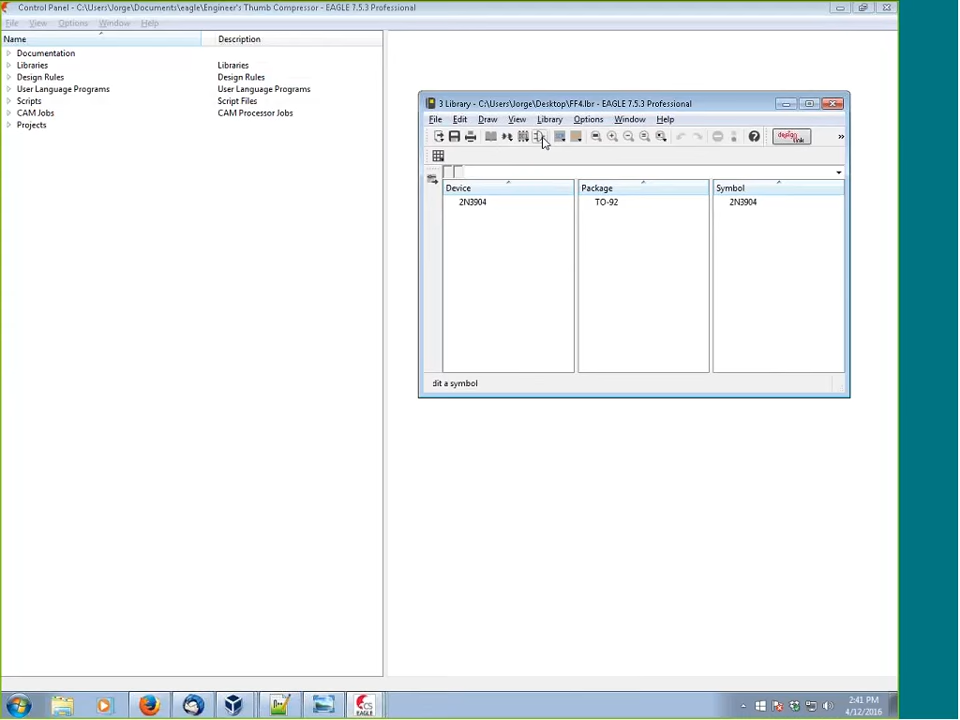 Control Panel - C:\Users\Jorge\Documents\eagle\Engineer's Thumb Compressor - EAGLE 7.5.3 Professional
File View Options Window Help
Name Description
Documentation
Libraries Libraries
Design Rules Design Rules
User Language Programs User Language Programs
Scripts Script Files
CAM Jobs CAM Processor Jobs
Projects
3 Library - C:\Users\Jorge\Desktop\FF4.lbr - EAGLE 7.5.3 Professional
File Edit Draw View Library Options Window Help
design link
Device Package Symbol
2N3904 TO-92 2N3904
dit a symbol
CS
EAGLE
2:41 PM
4/12/2016